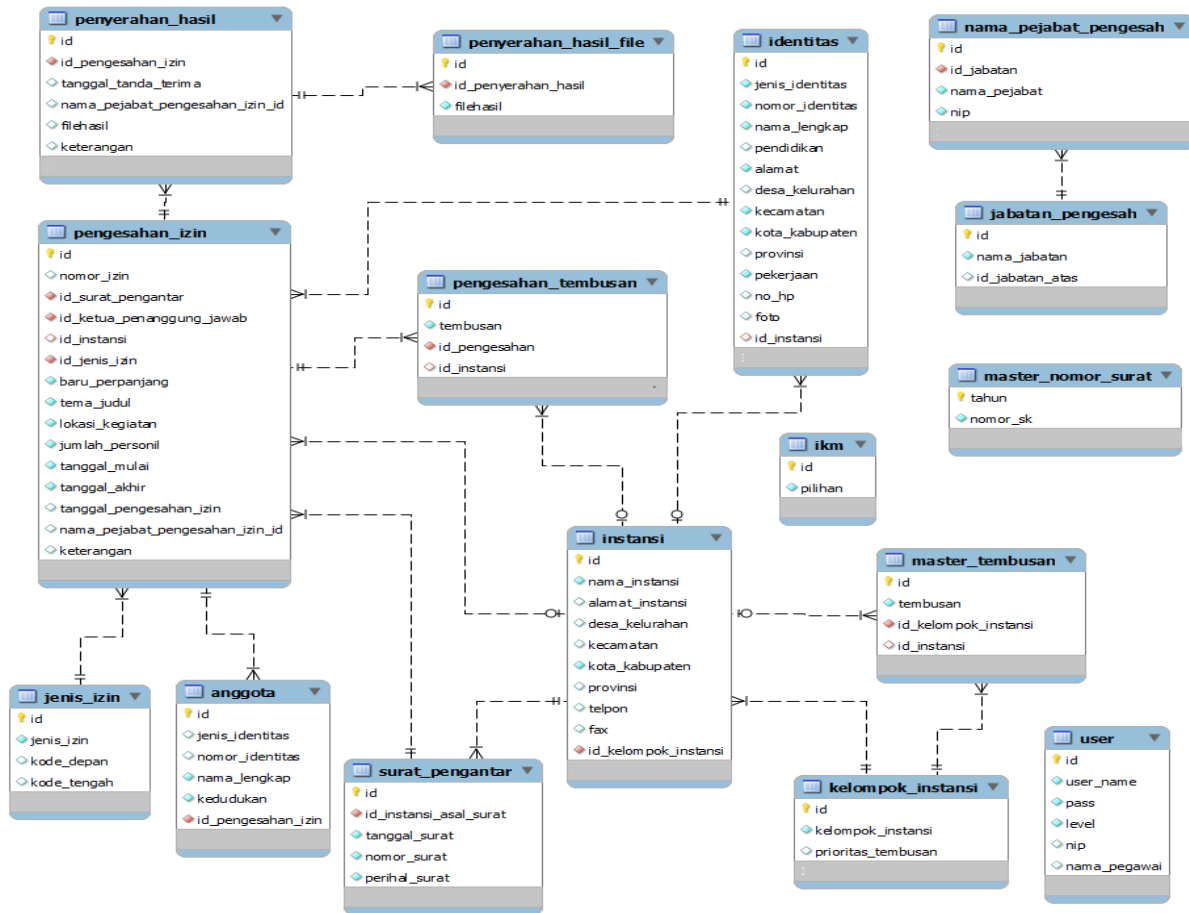 penyerahan_hasil
id
id_pengesahan_izin
tanggal_tanda_terima
nama_pejabat_pengesahan_izin_id
filehasil
keterangan
penyerahan_hasil_file
id
id_penyerahan_hasil
filehasil
identitas
id
jenis_identitas
nomor_identitas
nama_lengkap
pendidikan
alamat
desa_kelurahan
kecamatan
kota_kabupaten
provinsi
pekerjaan
no_hp
foto
id_instansi
nama_pejabat_pengesah
id
id_jabatan
nama_pejabat
nip
jabatan_pengesah
id
nama_jabatan
id_jabatan_atas
pengesahan_izin
id
nomor_izin
id_surat_pengantar
id_ketua_penanggung_jawab
id_instansi
id_jenis_izin
baru_perpanjang
tema_judul
lokasi_kegiatan
jumlah_personil
tanggal_mulai
tanggal_akhir
tanggal_pengesahan_izin
nama_pejabat_pengesahan_izin_id
keterangan
pengesahan_tembusan
id
tembusan
id_pengesahan
id_instansi
master_nomor_surat
tahun
nomor_sk
ikm
id
pilihan
instansi
id
nama_instansi
alamat_instansi
desa_kelurahan
kecamatan
kota_kabupaten
provinsi
telpon
fax
id_kelompok_instansi
master_tembusan
id
tembusan
id_kelompok_instansi
id_instansi
jenis_izin
id
jenis_izin
kode_depan
kode_tengah
anggota
id
jenis_identitas
nomor_identitas
nama_lengkap
kedudukan
id_pengesahan_izin
surat_pengantar
id
id_instansi_asal_surat
tanggal_surat
nomor_surat
perihal_surat
kelompok_instansi
id
kelompok_instansi
prioritas_tembusan
user
id
user_name
pass
level
nip
nama_pegawai